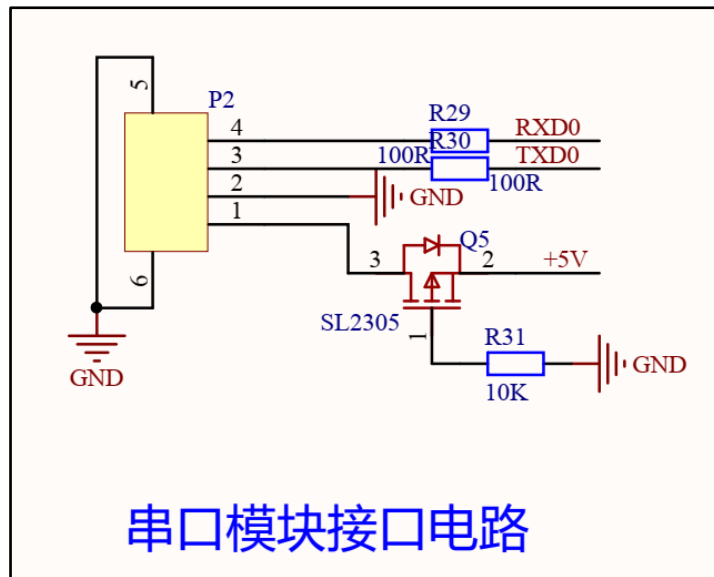 5
P2
R29
4
RXD0
R30
3
100R
TXD0
100R
2
GND
1
Q5
3
2
+5V
6
SL2305
1
R31
GND
GND
10K
串口模块接口电路